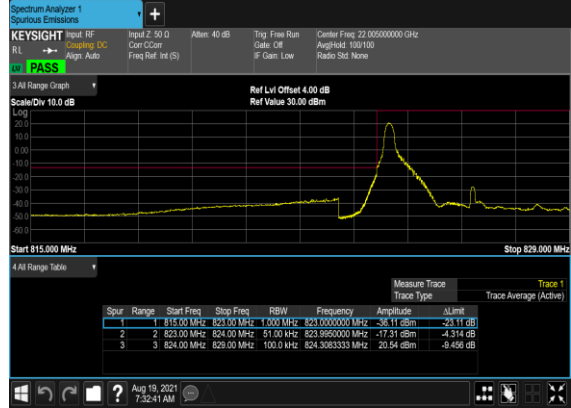 Spectrum Analyzer 1
Spurious Emissions
KEYSIGHT Input: RF Input Z: 50 Ω Atten: 40 dB Trig: Free Run Center Freq: 22.005000000 GHz
R L Coupling: DC Corr CCorr Gate: Off Avg|Hold: 100/100
Align: Auto Freq Ref: Int (S) IF Gain: Low Radio Std: None
LV PASS
3 All Range Graph
Ref Lvl Offset 4.00 dB
Scale/Div 10.0 dB Ref Value 30.00 dBm
Log
20.0
10.0
0.00
-10.0
-20.0
-30.0
-40.0
-50.0
-60.0
Start 815.000 MHz Stop 829.000 MHz
4 All Range Table
Measure Trace Trace 1
Trace Type Trace Average (Active)
Spur Range Start Freq Stop Freq RBW Frequency Amplitude ΔLimit
1 1 815.00 MHz 823.00 MHz 1.000 MHz 823.0000000 MHz -36.11 dBm -23.11 dB
2 2 823.00 MHz 824.00 MHz 51.00 kHz 823.9950000 MHz -17.31 dBm -4.314 dB
3 3 824.00 MHz 829.00 MHz 100.0 kHz 824.3083333 MHz 20.54 dBm -9.456 dB
? Aug 19, 2021
7:32:41 AM